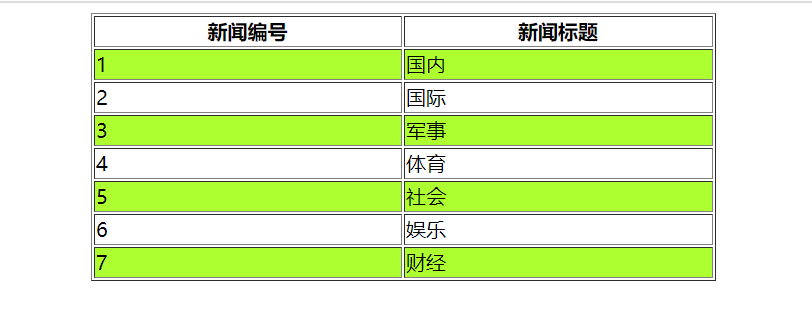 新闻编号 新闻标题
1 国内
2 国际
3 军事
4 体育
5 社会
6 娱乐
7 财经